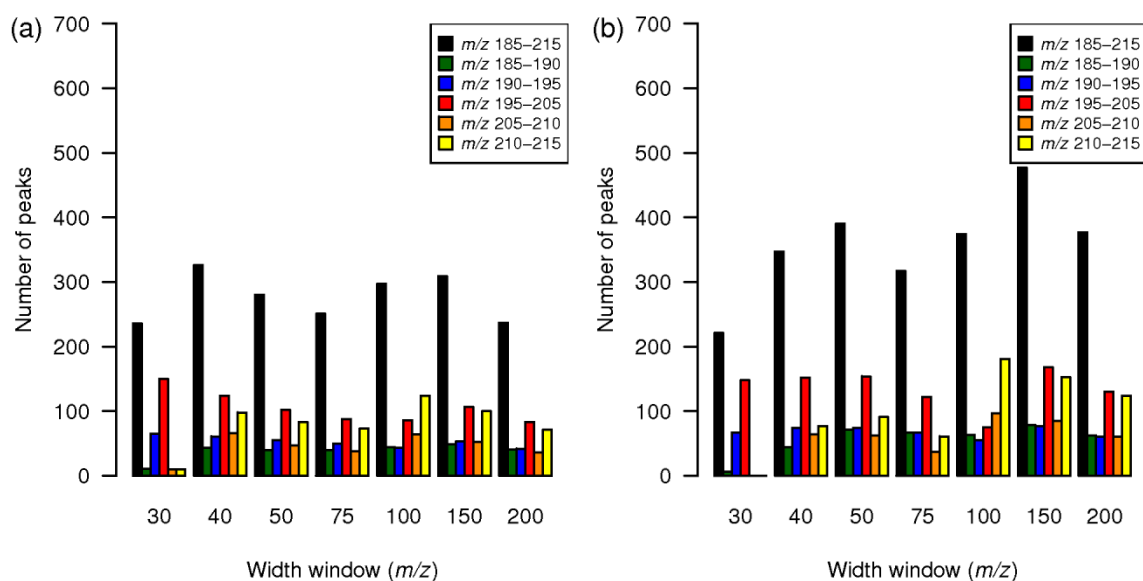 (a)
700
600
500
400
300
200
100
0
Number of peaks
m/z 185–215
m/z 185–190
m/z 190–195
m/z 195–205
m/z 205–210
m/z 210–215
30 40 50 75 100 150 200
Width window (m/z)
(b)
700
600
500
400
300
200
100
0
Number of peaks
m/z 185–215
m/z 185–190
m/z 190–195
m/z 195–205
m/z 205–210
m/z 210–215
30 40 50 75 100 150 200
Width window (m/z)